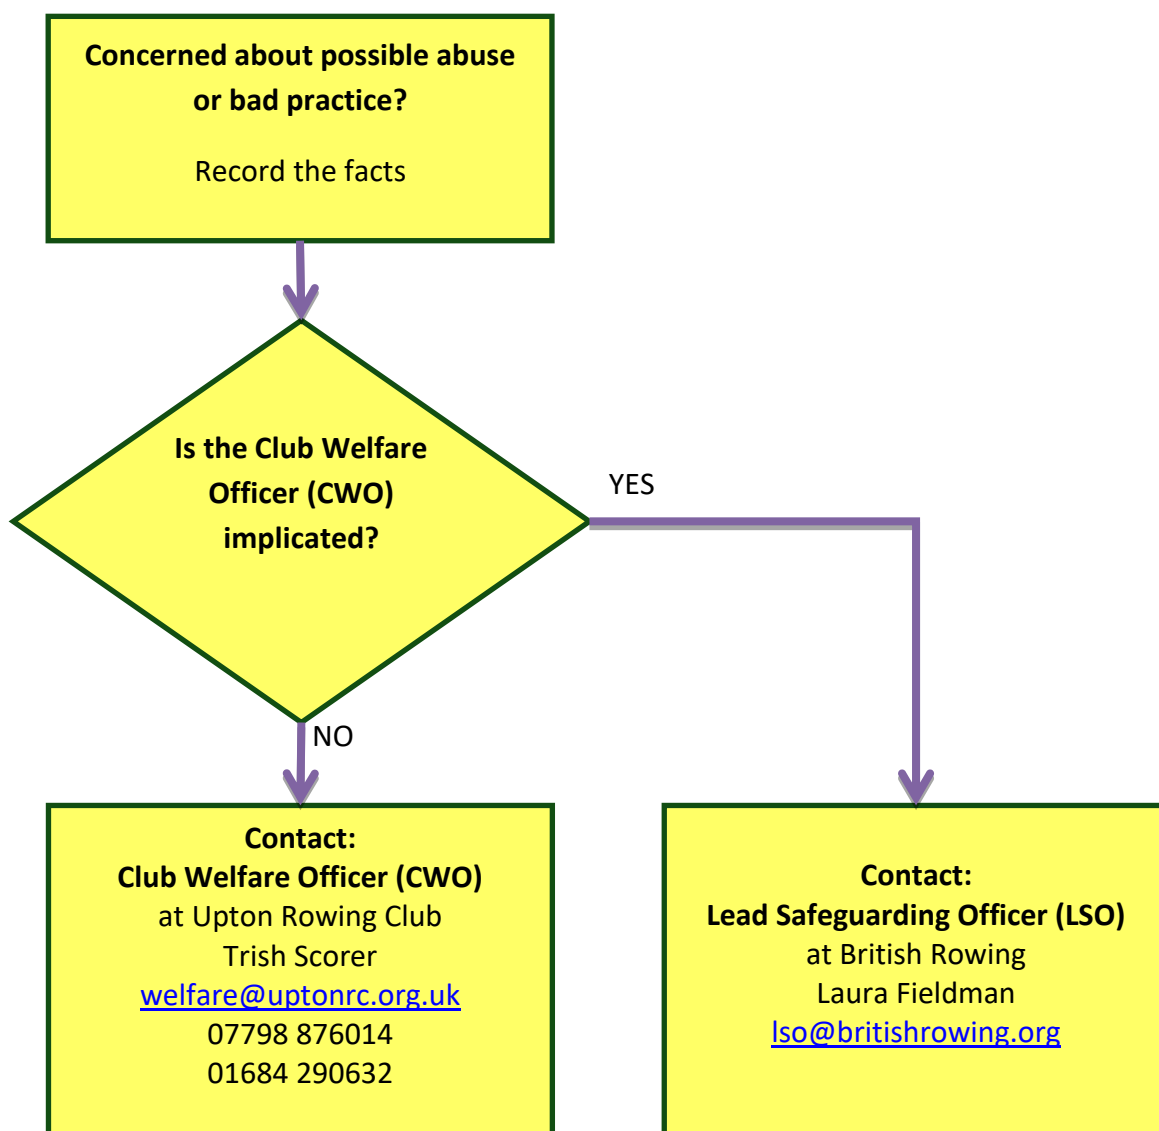 Concerned about possible abuse
or bad practice?
Record the facts
Is the Club Welfare
Officer (CWO)
implicated?
YES
NO
Contact:
Club Welfare Officer (CWO)
at Upton Rowing Club
Trish Scorer
welfare@uptonrc.org.uk
07798 876014
01684 290632
Contact:
Lead Safeguarding Officer (LSO)
at British Rowing
Laura Fieldman
lso@britishrowing.org